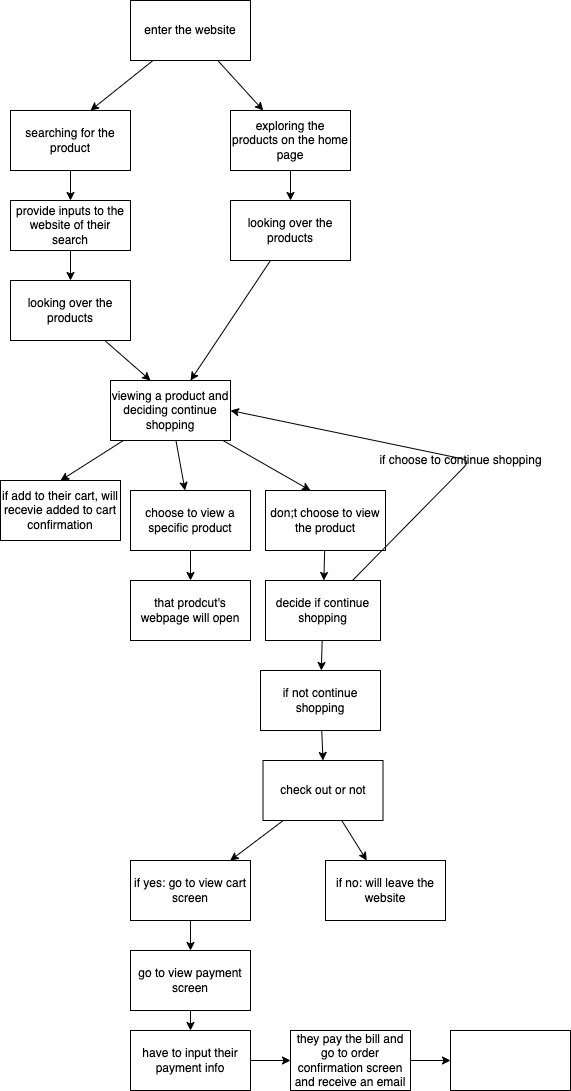 enter the website
searching for the
product
exploring the
products on the home
page
provide inputs to the
website of their
search
looking over the
products
looking over the
products
viewing a product and
deciding continue
shopping
if choose to continue shopping
if add to their cart, will
recevie added to cart
confirmation
choose to view a
specific product
don;t choose to view
the product
that prodcut's
webpage will open
decide if continue
shopping
if not continue
shopping
check out or not
if yes: go to view cart
screen
if no: will leave the
website
go to view payment
screen
have to input their
payment info
they pay the bill and
go to order
confirmation screen
and receive an email